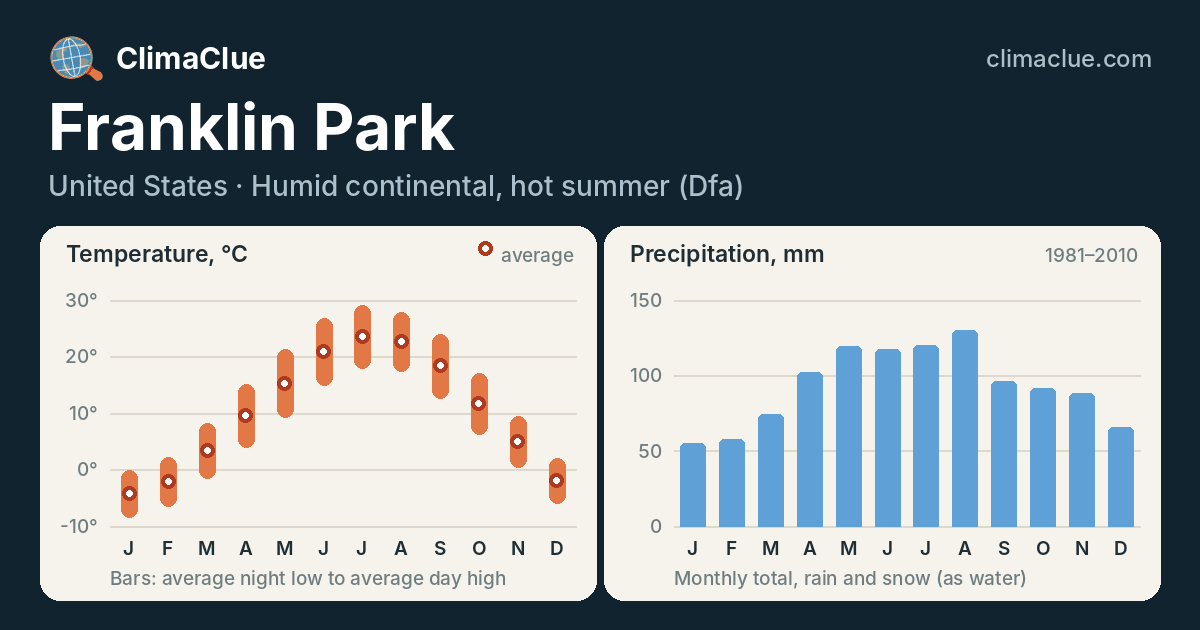 ClimaClue
climaclue.com
Franklin Park
United States · Humid continental, hot summer (Dfa)
Temperature, °C
average
30°
20°
10°
0°
-10°
J F M A M J J A S O N D
Bars: average night low to average day high
Precipitation, mm
1981–2010
150
100
50
0
J F M A M J J A S O N D
Monthly total, rain and snow (as water)